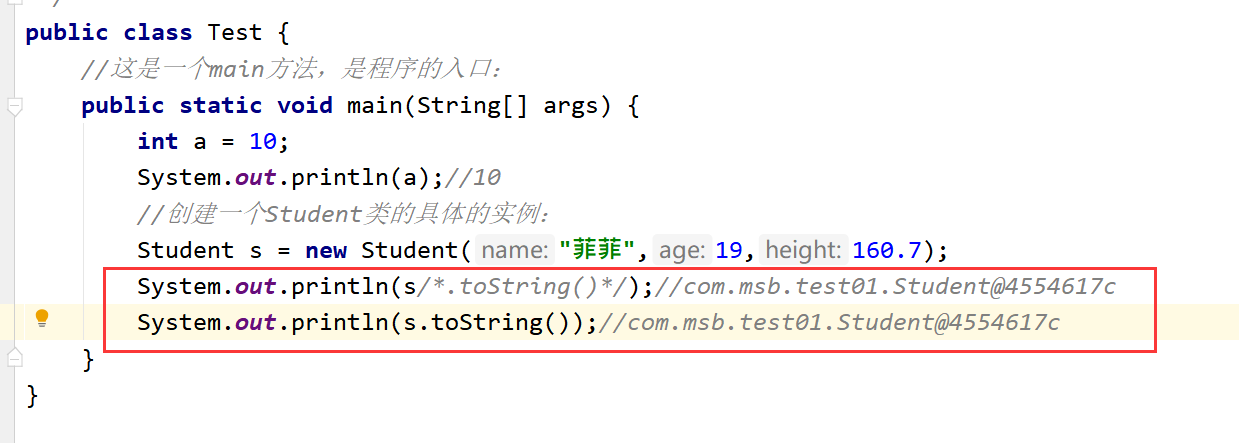 public class Test {
//这是一个main方法，是程序的入口：
public static void main(String[] args) {
int a = 10;
System.out.println(a);//10
//创建一个Student类的具体的实例：
Student s = new Student( name: "菲菲", age: 19, height: 160.7);
System.out.println(s/*.toString()*/);//com.msb.test01.Student@4554617c
System.out.println(s.toString());//com.msb.test01.Student@4554617c
}
}